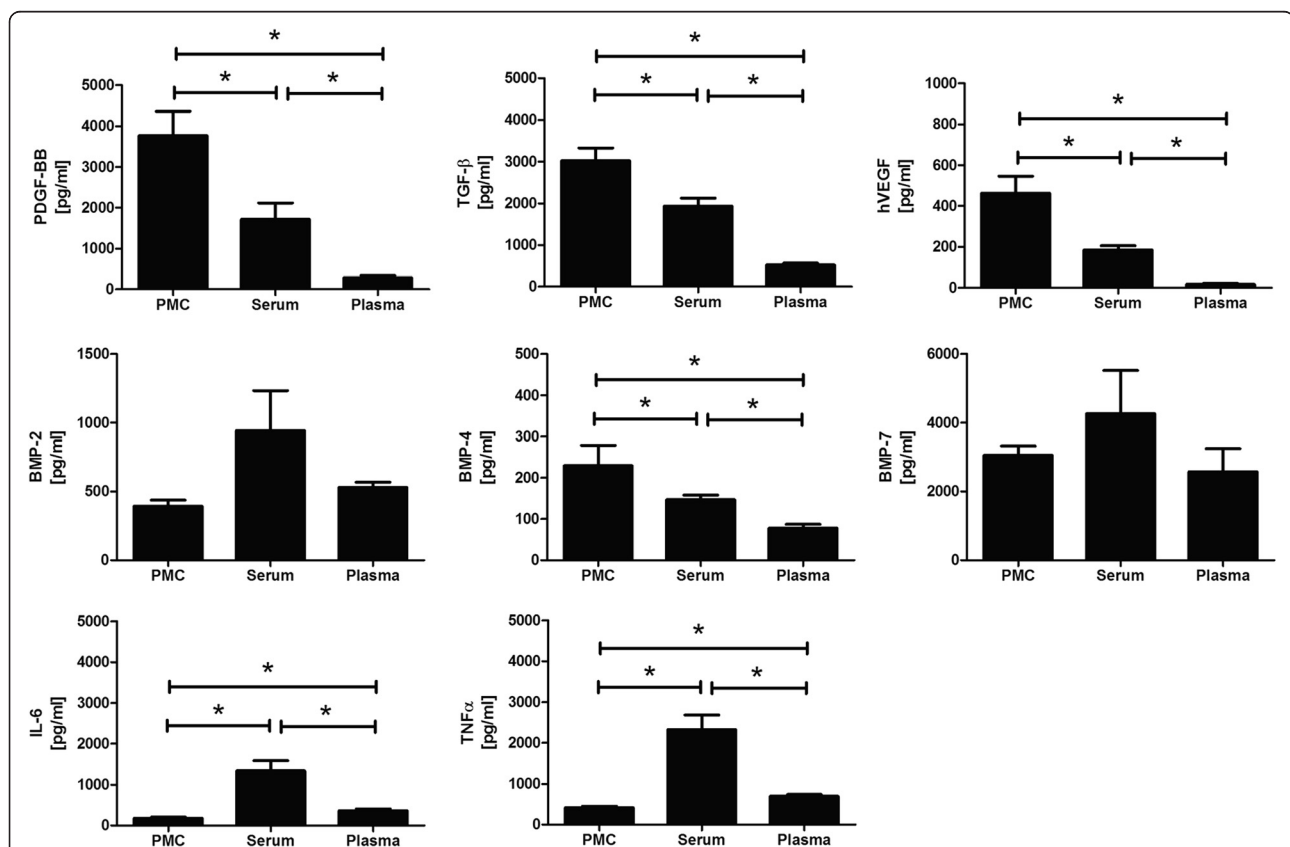 *
*
*
PDGF-BB
[pg/ml]
5000
4000
3000
2000
1000
0
PMC Serum Plasma
*
*
*
TGF-β
[pg/ml]
5000
4000
3000
2000
1000
0
PMC Serum Plasma
*
*
*
hVEGF
[pg/ml]
1000
800
600
400
200
0
PMC Serum Plasma
BMP-2
[pg/ml]
1500
1000
500
0
PMC Serum Plasma
*
*
*
BMP-4
[pg/ml]
500
400
300
200
100
0
PMC Serum Plasma
BMP-7
[pg/ml]
6000
4000
2000
0
PMC Serum Plasma
*
*
*
IL-6
[pg/ml]
5000
4000
3000
2000
1000
0
PMC Serum Plasma
*
*
*
TNFα
[pg/ml]
5000
4000
3000
2000
1000
0
PMC Serum Plasma